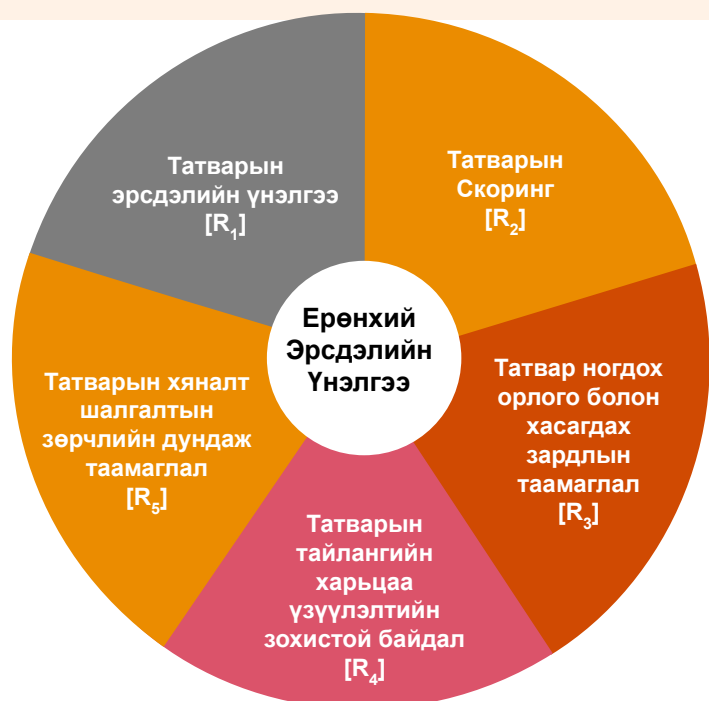 Татварын
эрсдэлийн үнэлгээ
[R₁]
Татварын
Скоринг
[R₂]
Ерөнхий
Эрсдэлийн
Үнэлгээ
Татвар ногдох
орлого болон
хасагдах
зардлын
таамаглал
[R₃]
Татварын
тайлангийн
харьцаа
үзүүлэлтийн
зохистой байдал
[R₄]
Татварын хяналт
шалгалтын
зөрчлийн дундаж
таамаглал
[R₅]